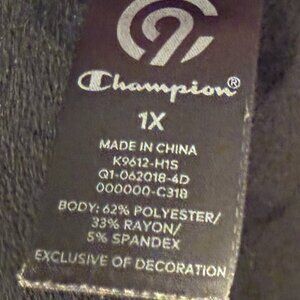 Champion®
1X
MADE IN CHINA
K9612-H1S
Q1-062018-4D
000000-C318
BODY: 62% POLYESTER/
33% RAYON/
5% SPANDEX
EXCLUSIVE OF DECORATION